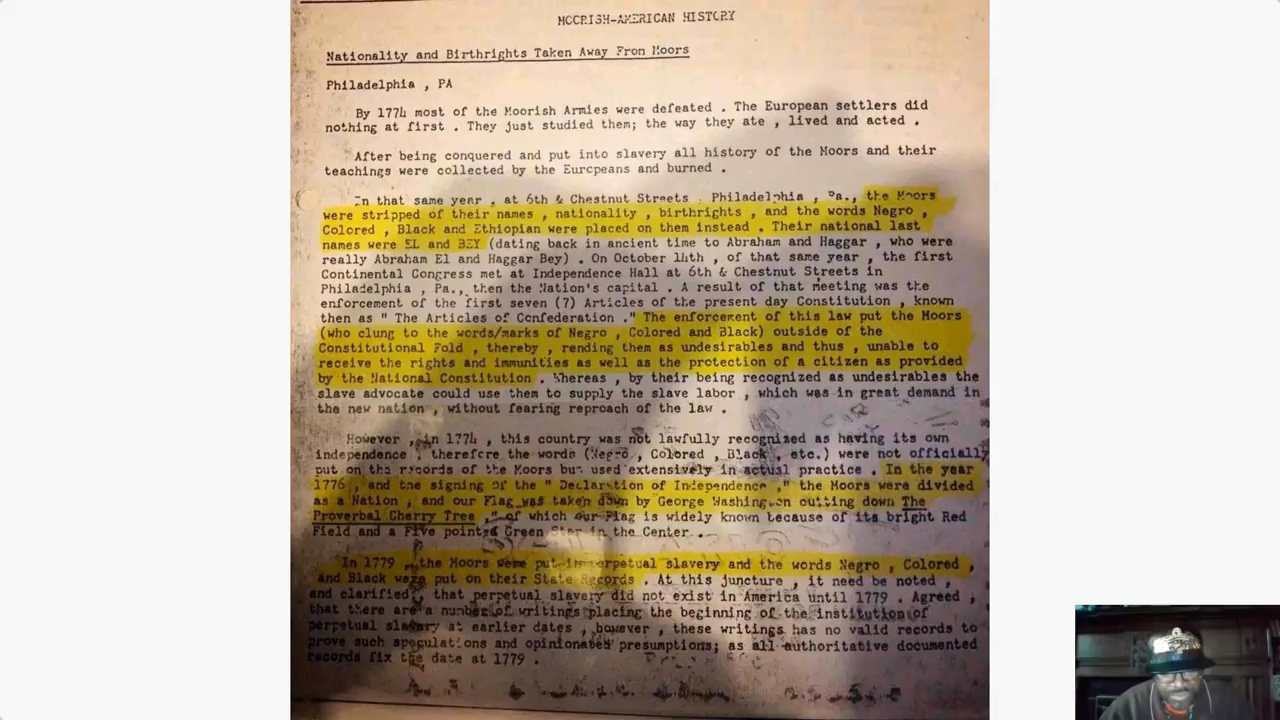 MOORISH-AMERICAN HISTORY
Nationality and Birthrights Taken Away Fron Moors
Philadelphia , PA
By 1774 most of the Moorish Armies were defeated . The European settlers did
nothing at first . They just studied them; the way they ate , lived and acted .
After being conquered and put into slavery all history of the Moors and their
teachings were collected by the Europeans and burned .
In that same year , at 6th & Chestnut Streets . Philadelphia , Pa., the Moors
were stripped of their names , nationality , birthrights , and the words Negro ,
Colored , Black and Ethiopian were placed on them instead . Their national last
names were EL and BEY (dating back in ancient time to Abraham and Haggar , who were
really Abraham El and Haggar Bey) . On October 14th , of that same year , the first
Continental Congress met at Independence Hall at 6th & Chestnut Streets in
Philadelphia , Pa., then the Nation's capital . A result of that meeting was the
enforcement of the first seven (7) Articles of the present day Constitution , known
then as " The Articles of Confederation ." The enforcement of this law put the Moors
(who clung to the words/marks of Negro , Colored and Black) outside of the
Constitutional Fold , thereby , rending them as undesirables and thus , unable to
receive the rights and immunities as well as the protection of a citizen as provided
by the National Constitution . Whereas , by their being recognized as undesirables the
slave advocate could use them to supply the slave labor , which was in great demand in
the new nation , without fearing reproach of the law .
However , in 1774 , this country was not lawfully recognized as having its own
independence , therefore the words (Negro , Colored , Black , etc.) were not officially
put on the records of the Moors but used extensively in actual practice . In the year
1776 , and the signing of the " Declaration of Independence ," the Moors were divided
as a Nation , and our Flag was taken down by George Washington cutting down The
Proverbal Cherry Tree ," of which our Flag is widely known because of its bright Red
Field and a Five pointed Green Star in the Center .
In 1779 , the Moors were put in perpetual slavery and the words Negro , Colored ,
and Black were put on their State Records . At this juncture , it need be noted ,
and clarified , that perpetual slavery did not exist in America until 1779 . Agreed ,
that there are a number of writings placing the beginning of the institution of
perpetual slavery at earlier dates , however , these writings has no valid records to
prove such speculations and opinionated presumptions; as all authoritative documented
records fix the date at 1779 .